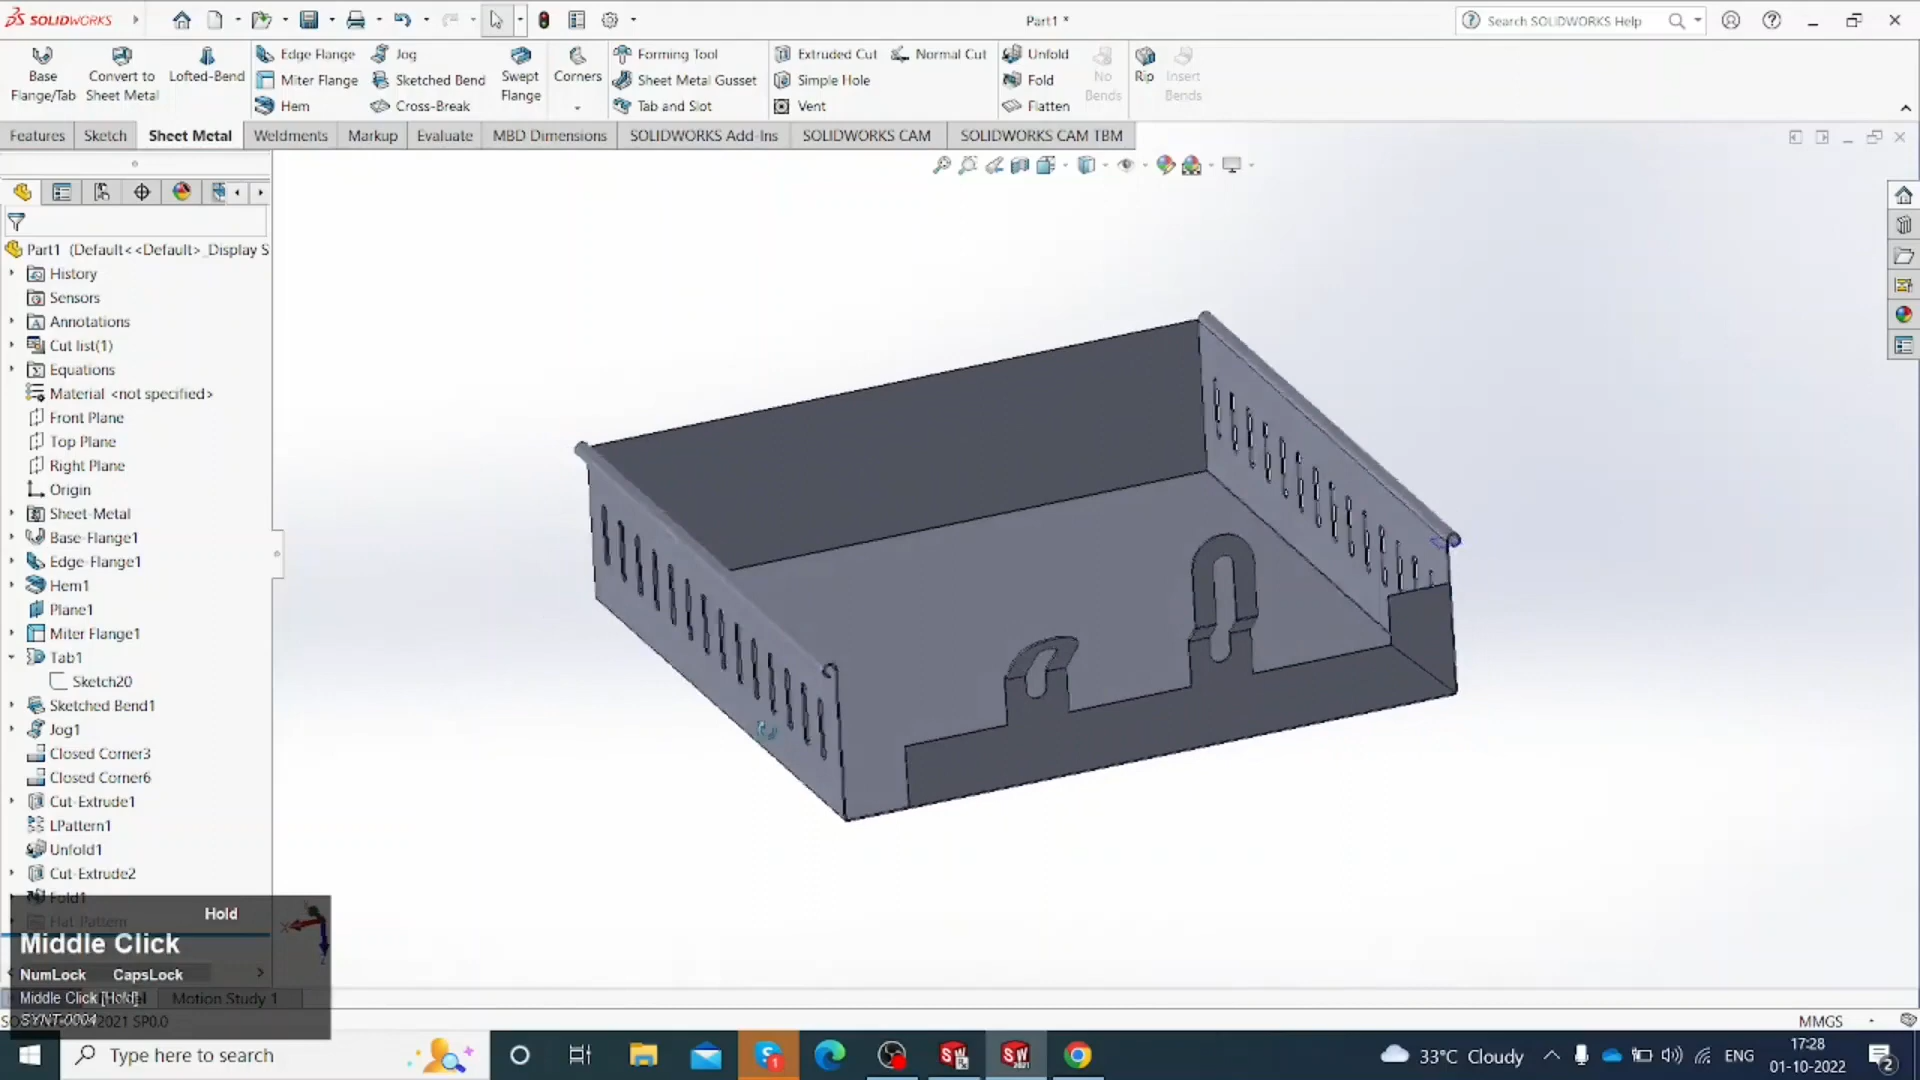 SOLIDWORKS
Part1 *
Search SOLIDWORKS Help
Base Flange/Tab
Convert to Sheet Metal
Lofted-Bend
Edge Flange
Miter Flange
Hem
Jog
Sketched Bend
Cross-Break
Swept Flange
Corners
Forming Tool
Sheet Metal Gusset
Tab and Slot
Extruded Cut
Simple Hole
Vent
Normal Cut
Unfold
Fold
Flatten
No Bends
Rip
Insert Bends
Features
Sketch
Sheet Metal
Weldments
Markup
Evaluate
MBD Dimensions
SOLIDWORKS Add-Ins
SOLIDWORKS CAM
SOLIDWORKS CAM TBM
Part1 (Default<<Default>_Display S
History
Sensors
Annotations
Cut list(1)
Equations
Material <not specified>
Front Plane
Top Plane
Right Plane
Origin
Sheet-Metal
Base-Flange1
Edge-Flange1
Hem1
Plane1
Miter Flange1
Tab1
Sketch20
Sketched Bend1
Jog1
Closed Corner3
Closed Corner6
Cut-Extrude1
LPattern1
Unfold1
Cut-Extrude2
Fold1
Flat-Pattern
Hold
Middle Click
NumLock CapsLock
Middle Click [Hold]
Motion Study 1
2021 SP0.0
MMGS
Type here to search
33°C Cloudy
ENG
17:28
01-10-2022
2